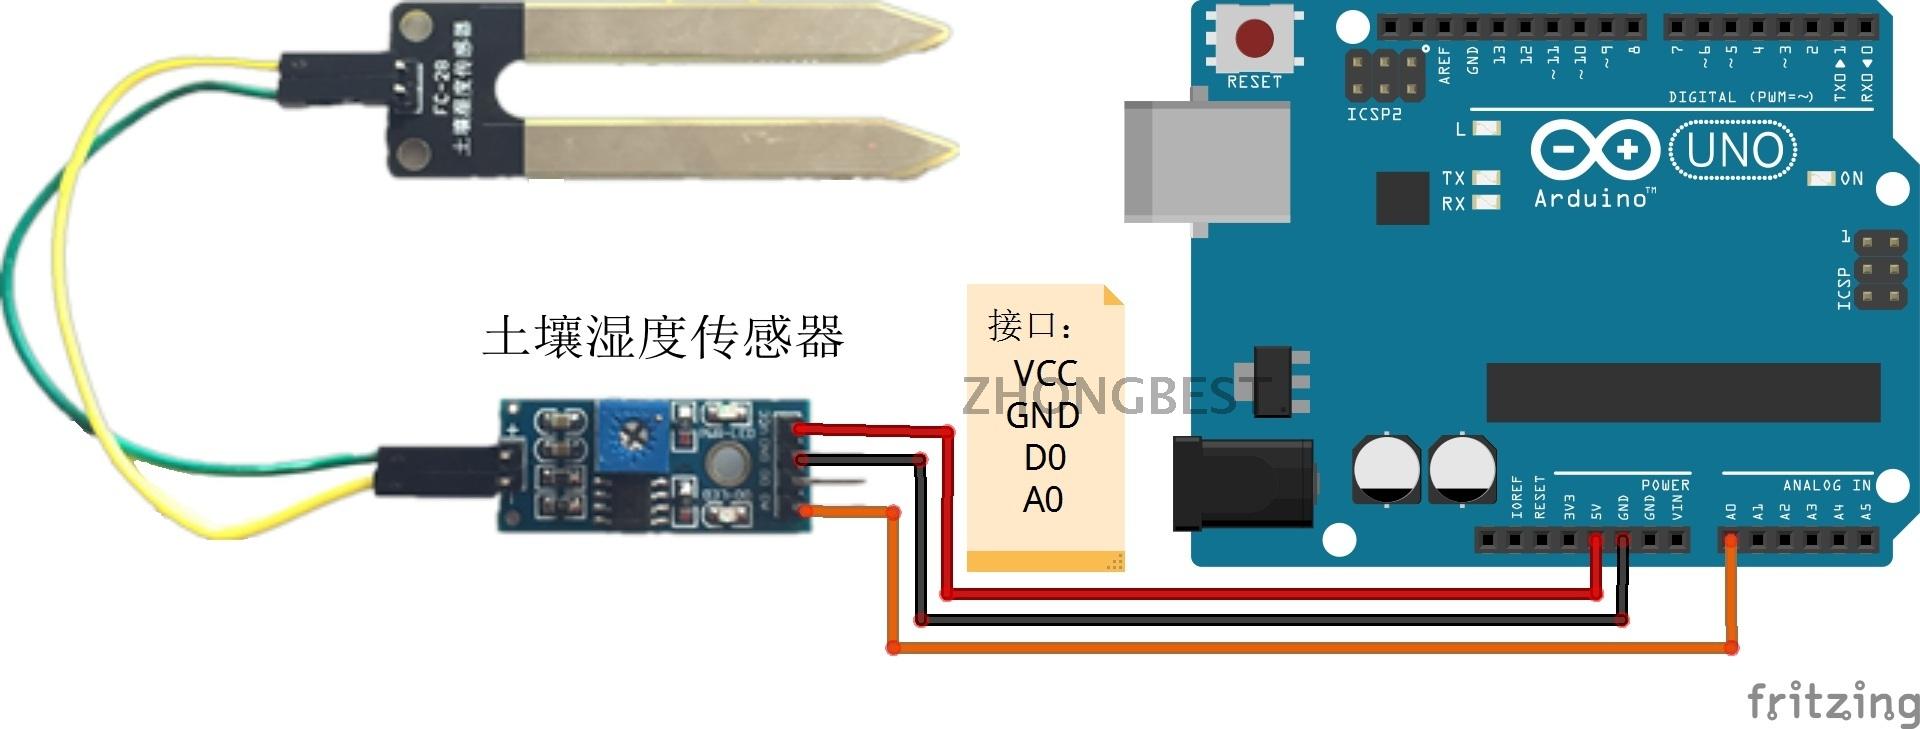 FC-28
土壤湿度传感器
土壤湿度传感器
接口：
VCC
GND
D0
A0
ZHONGBEST
RESET
ICSP2
AREF
GND
13
12
~11
~10
~9
8
7
~6
~5
4
~3
2
TX0▶1
RX0◀0
DIGITAL (PWM=~)
L
TX
RX
UNO
ON
Arduino™
1
ICSP
POWER
ANALOG IN
IOREF
RESET
3V3
5V
GND
GND
VIN
A0
A1
A2
A3
A4
A5
fritzing